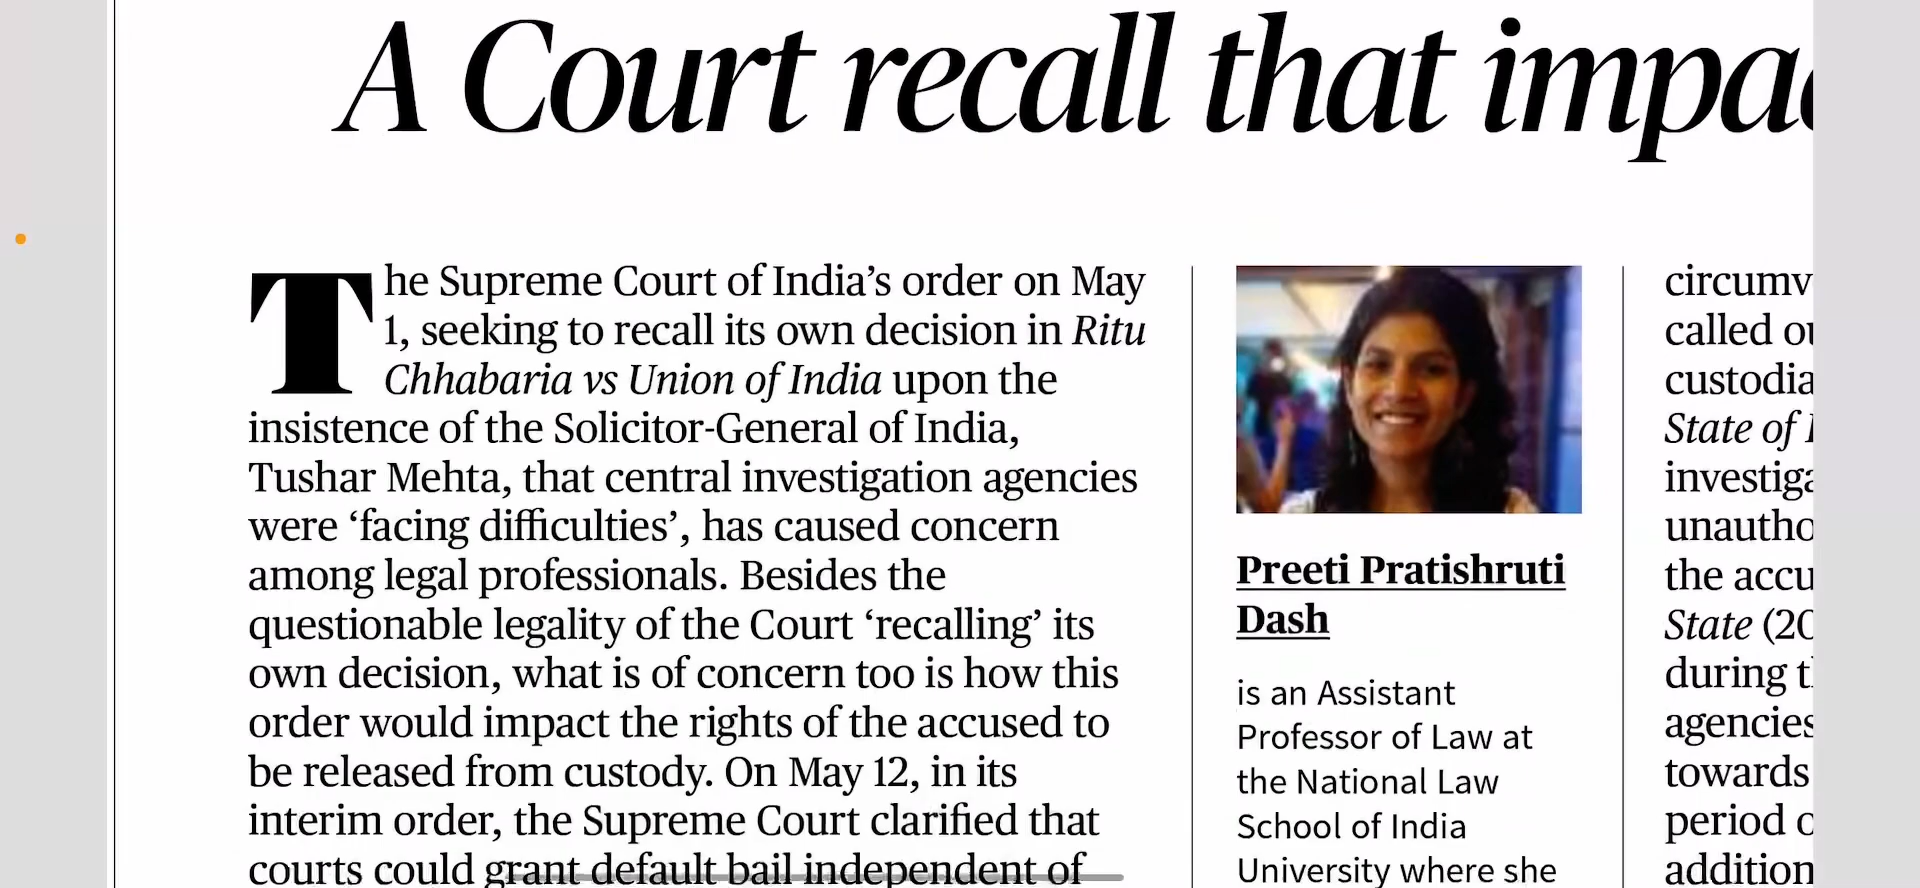 A Court recall that impac
The Supreme Court of India’s order on May
1, seeking to recall its own decision in Ritu
Chhabaria vs Union of India upon the
insistence of the Solicitor-General of India,
Tushar Mehta, that central investigation agencies
were ‘facing difficulties’, has caused concern
among legal professionals. Besides the
questionable legality of the Court ‘recalling’ its
own decision, what is of concern too is how this
order would impact the rights of the accused to
be released from custody. On May 12, in its
interim order, the Supreme Court clarified that
courts could grant default bail independent of
Preeti Pratishruti
Dash
is an Assistant
Professor of Law at
the National Law
School of India
University where she
circumv
called ou
custodia
State of
investiga
unautho
the accu
State (20
during t
agencies
towards
period o
addition